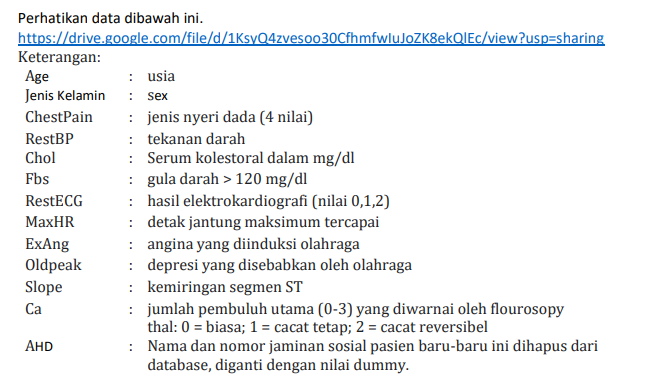 Perhatikan data dibawah ini.
https://drive.google.com/file/d/1KsyQ4zvesoo30CfhmfwIuJoZK8ekQlEc/view?usp=sharing
Keterangan:
Age : usia
Jenis Kelamin : sex
ChestPain : jenis nyeri dada (4 nilai)
RestBP : tekanan darah
Chol : Serum kolestoral dalam mg/dl
Fbs : gula darah > 120 mg/dl
RestECG : hasil elektrokardiografi (nilai 0,1,2)
MaxHR : detak jantung maksimum tercapai
ExAng : angina yang diinduksi olahraga
Oldpeak : depresi yang disebabkan oleh olahraga
Slope : kemiringan segmen ST
Ca : jumlah pembuluh utama (0-3) yang diwarnai oleh flourosopy
thal: 0 = biasa; 1 = cacat tetap; 2 = cacat reversibel
AHD : Nama dan nomor jaminan sosial pasien baru-baru ini dihapus dari
database, diganti dengan nilai dummy.